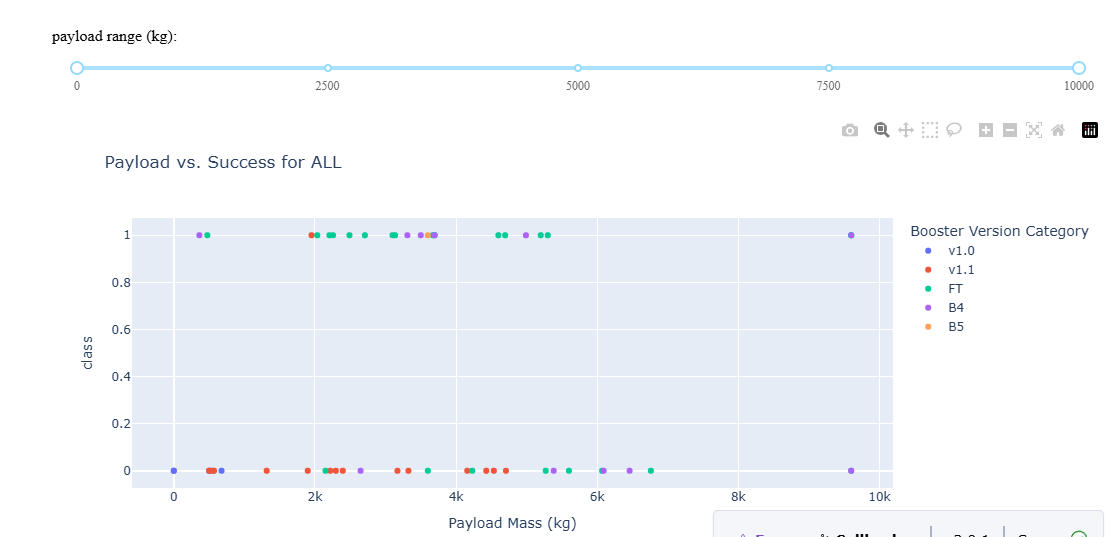 payload range (kg):
0 2500 5000 7500 10000
Payload vs. Success for ALL
Booster Version Category
v1.0
v1.1
FT
B4
B5
class
1
0.8
0.6
0.4
0.2
0
0 2k 4k 6k 8k 10k
Payload Mass (kg)